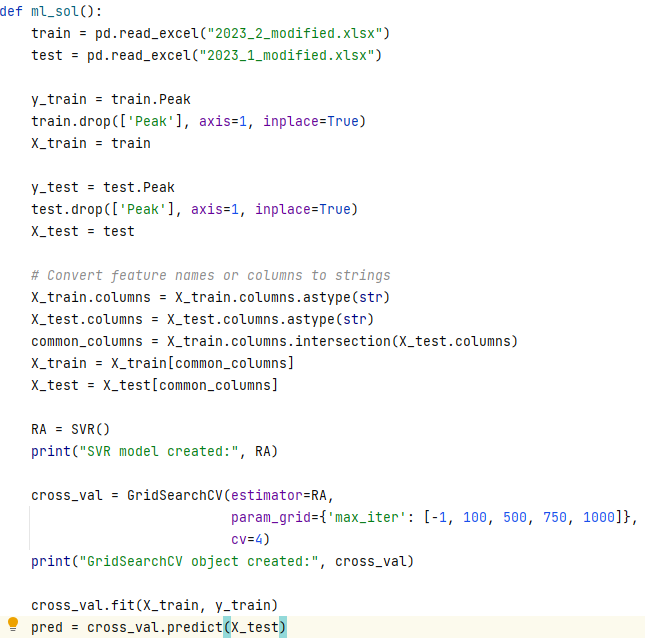 def ml_sol():
    train = pd.read_excel("2023_2_modified.xlsx")
    test = pd.read_excel("2023_1_modified.xlsx")
    y_train = train.Peak
    train.drop(['Peak'], axis=1, inplace=True)
    X_train = train
    y_test = test.Peak
    test.drop(['Peak'], axis=1, inplace=True)
    X_test = test
    # Convert feature names or columns to strings
    X_train.columns = X_train.columns.astype(str)
    X_test.columns = X_test.columns.astype(str)
    common_columns = X_train.columns.intersection(X_test.columns)
    X_train = X_train[common_columns]
    X_test = X_test[common_columns]
    RA = SVR()
    print("SVR model created:", RA)
    cross_val = GridSearchCV(estimator=RA,
                             param_grid={'max_iter': [-1, 100, 500, 750, 1000]},
                             cv=4)
    print("GridSearchCV object created:", cross_val)
    cross_val.fit(X_train, y_train)
    pred = cross_val.predict(X_test)